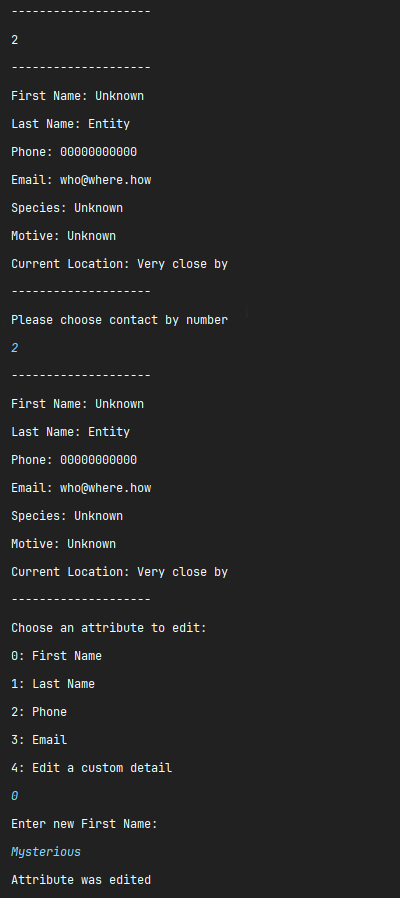 --------------------
2
--------------------
First Name: Unknown
Last Name: Entity
Phone: 00000000000
Email: who@where.how
Species: Unknown
Motive: Unknown
Current Location: Very close by
--------------------
Please choose contact by number
2
--------------------
First Name: Unknown
Last Name: Entity
Phone: 00000000000
Email: who@where.how
Species: Unknown
Motive: Unknown
Current Location: Very close by
--------------------
Choose an attribute to edit:
0: First Name
1: Last Name
2: Phone
3: Email
4: Edit a custom detail
0
Enter new First Name:
Mysterious
Attribute was edited